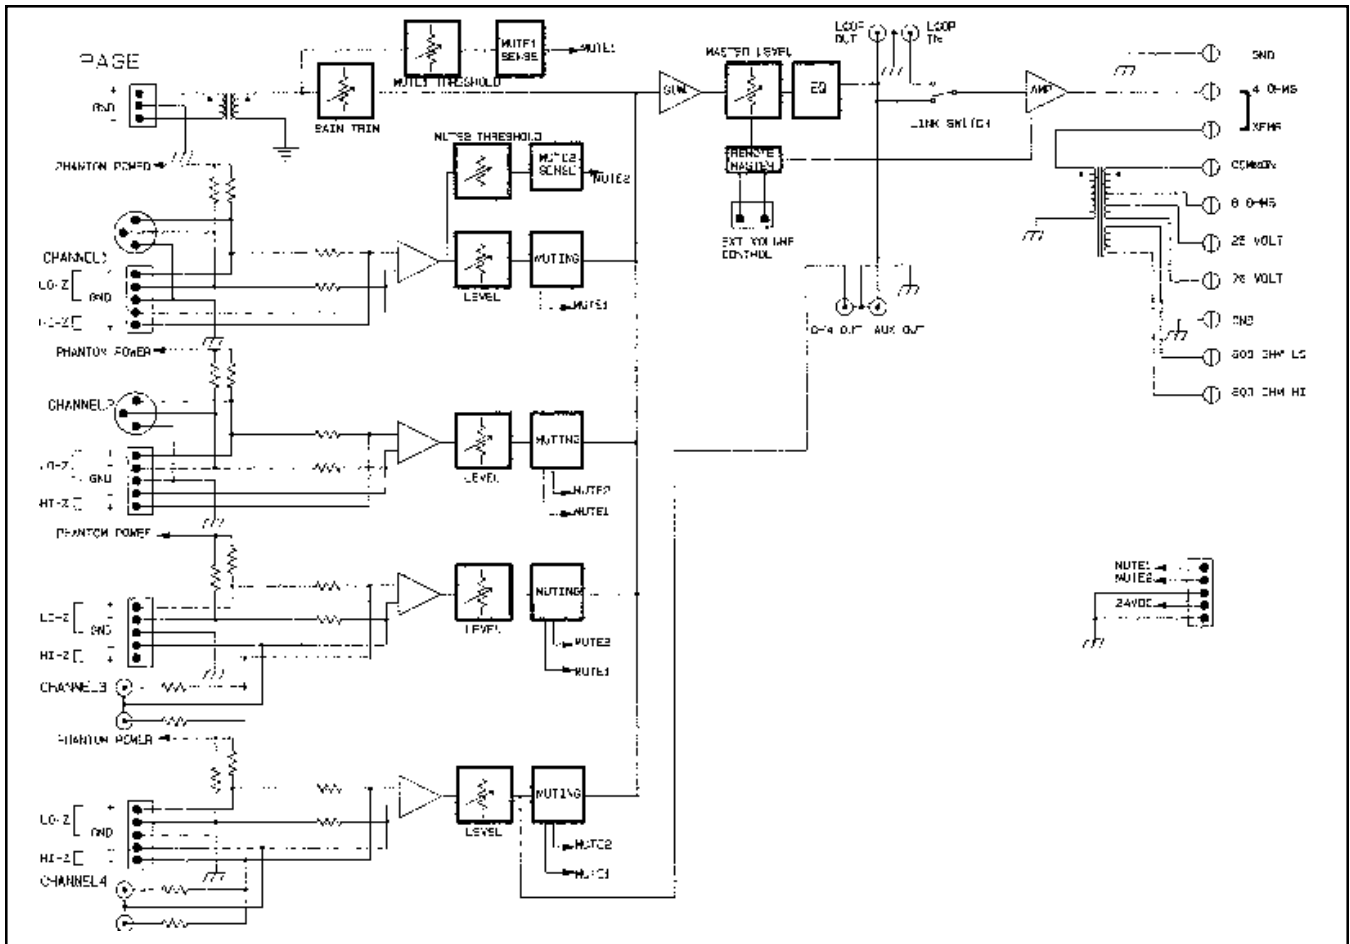 PAGE
+
GND
-
GAIN TRIM
MUTE1 THRESHOLD
MUTE1
SENSE
MUTE1
MUTE2 THRESHOLD
MUTE2
SENSE
MUTE2
SUM
MASTER LEVEL
EQ
REMOTE
MASTER
EXT VOLUME
CONTROL
LOOP
OUT
LOOP
IN
LINK SWITCH
AMP
GND
4 OHMS
XFMR
COMMON
8 OHMS
25 VOLT
70 VOLT
GND
600 OHM LO
600 OHM HI
CH4 OUT
AUX OUT
PHANTOM POWER
CHANNEL1
LO-Z
GND
HI-Z
LEVEL
MUTING
MUTE1
PHANTOM POWER
CHANNEL2
LO-Z
GND
HI-Z
LEVEL
MUTING
MUTE2
MUTE1
PHANTOM POWER
LO-Z
GND
HI-Z
CHANNEL3
LEVEL
MUTING
MUTE2
MUTE1
PHANTOM POWER
LO-Z
GND
HI-Z
CHANNEL4
LEVEL
MUTING
MUTE2
MUTE1
MUTE1
MUTE2
24VDC